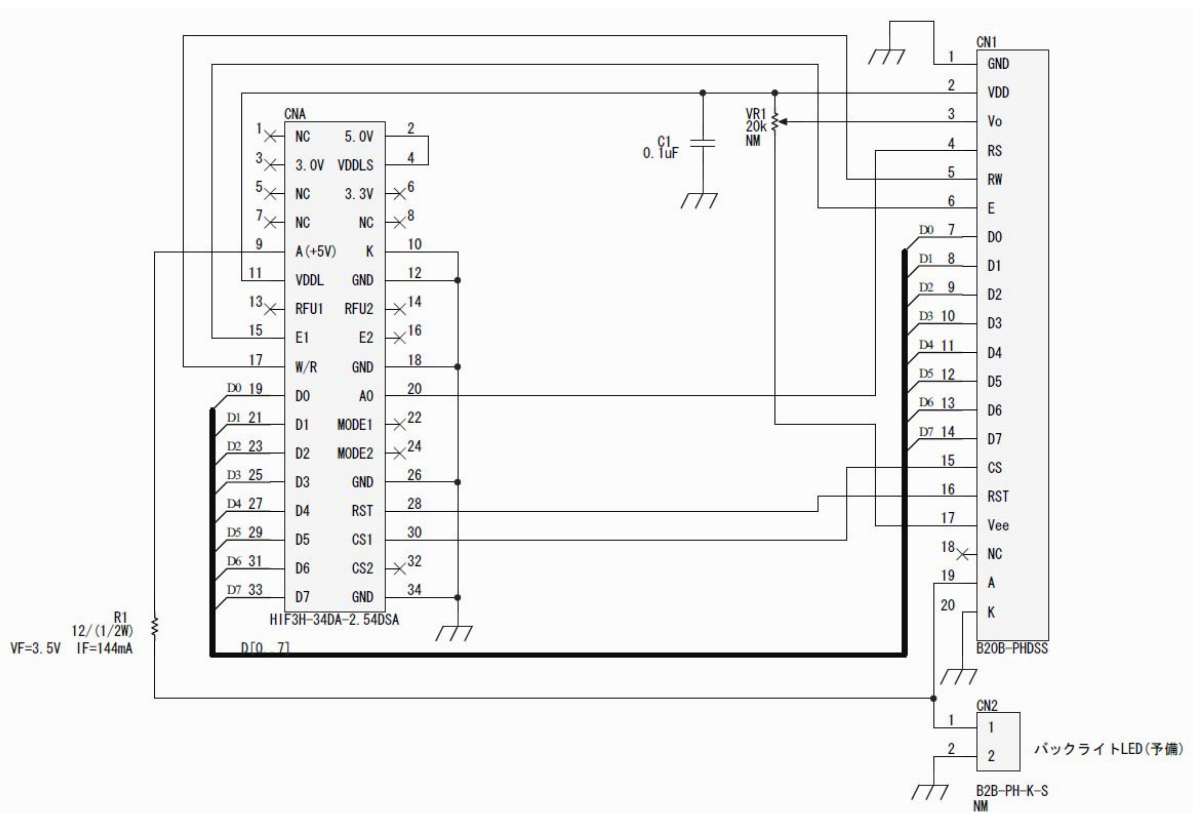 CN1
1 GND
2 VDD
3 Vo
4 RS
5 RW
6 E
D0 7 D0
D1 8 D1
D2 9 D2
D3 10 D3
D4 11 D4
D5 12 D5
D6 13 D6
D7 14 D7
15 CS
16 RST
17 Vee
18 NC
19 A
20 K
B20B-PHDSS
VR1
20k
NM
C1
0.1uF
CNA
1 NC 5.0V 2
3 3.0V VDDLS 4
5 NC 3.3V 6
7 NC NC 8
9 A(+5V) K 10
11 VDDL GND 12
13 RFU1 RFU2 14
15 E1 E2 16
17 W/R GND 18
D0 19 D0 A0 20
D1 21 D1 MODE1 22
D2 23 D2 MODE2 24
D3 25 D3 GND 26
D4 27 D4 RST 28
D5 29 D5 CS1 30
D6 31 D6 CS2 32
D7 33 D7 GND 34
HIF3H-34DA-2.54DSA
R1
12/(1/2W)
VF=3.5V IF=144mA
D[0..7]
CN2
1 1
2 2
バックライトLED(予備)
B2B-PH-K-S
NM